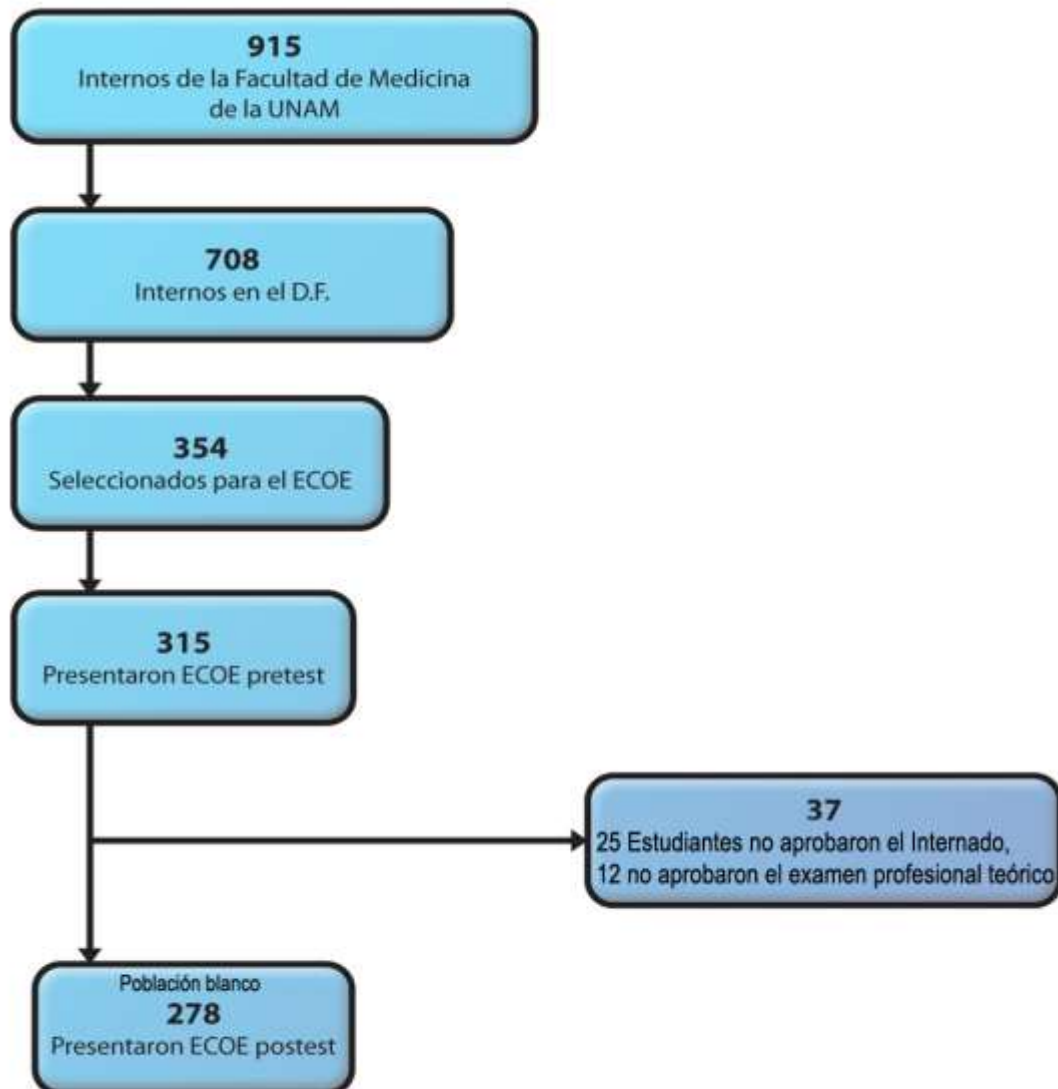 915
Internos de la Facultad de Medicina
de la UNAM
708
Internos en el D.F.
354
Seleccionados para el ECOE
315
Presentaron ECOE pretest
37
25 Estudiantes no aprobaron el Internado,
12 no aprobaron el examen profesional teórico
Población blanco
278
Presentaron ECOE postest